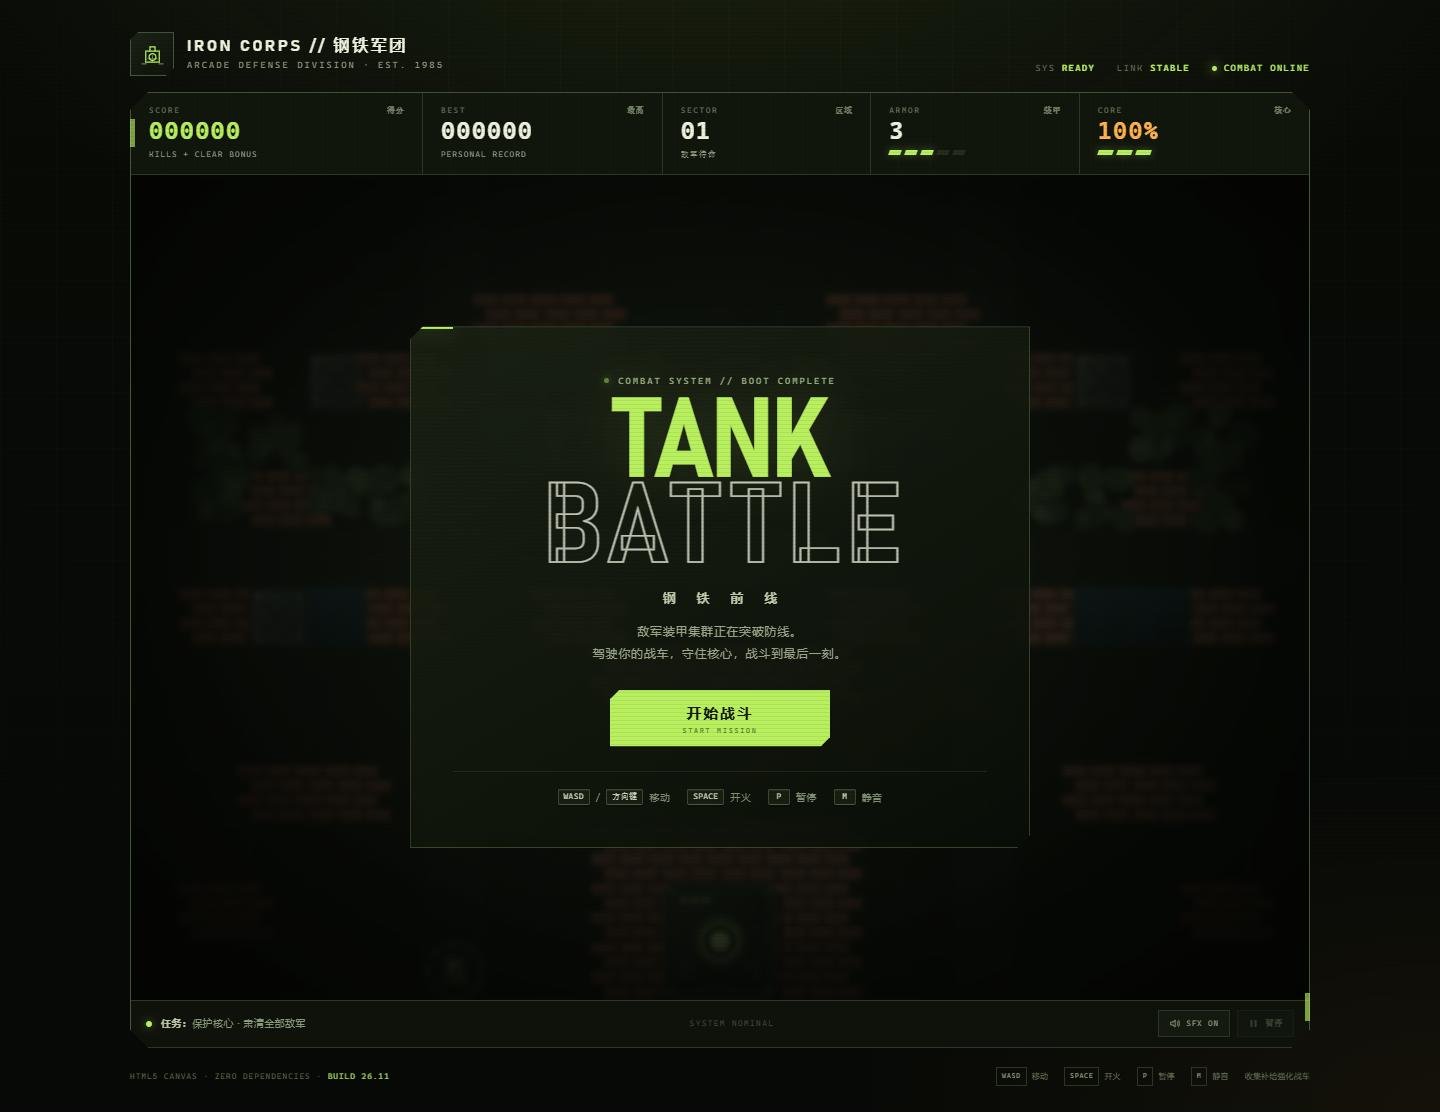 IRON CORPS // 钢铁军团
ARCADE DEFENSE DIVISION · EST. 1985
SYS READY LINK STABLE COMBAT ONLINE
SCORE 得分
000000
KILLS + CLEAR BONUS
BEST 最高
000000
PERSONAL RECORD
SECTOR 区域
01
敌军待命
ARMOR 装甲
3
CORE 核心
100%
COMBAT SYSTEM // BOOT COMPLETE
TANK
BATTLE
钢铁前线
敌军装甲集群正在突破防线。
驾驶你的战车，守住核心，战斗到最后一刻。
开始战斗
START MISSION
WASD / 方向键 移动 SPACE 开火 P 暂停 M 静音
任务: 保护核心 · 肃清全部敌军
SYSTEM NOMINAL
SFX ON
暂停
HTML5 CANVAS · ZERO DEPENDENCIES · BUILD 26.11
WASD 移动 SPACE 开火 P 暂停 M 静音 收集补给强化战车